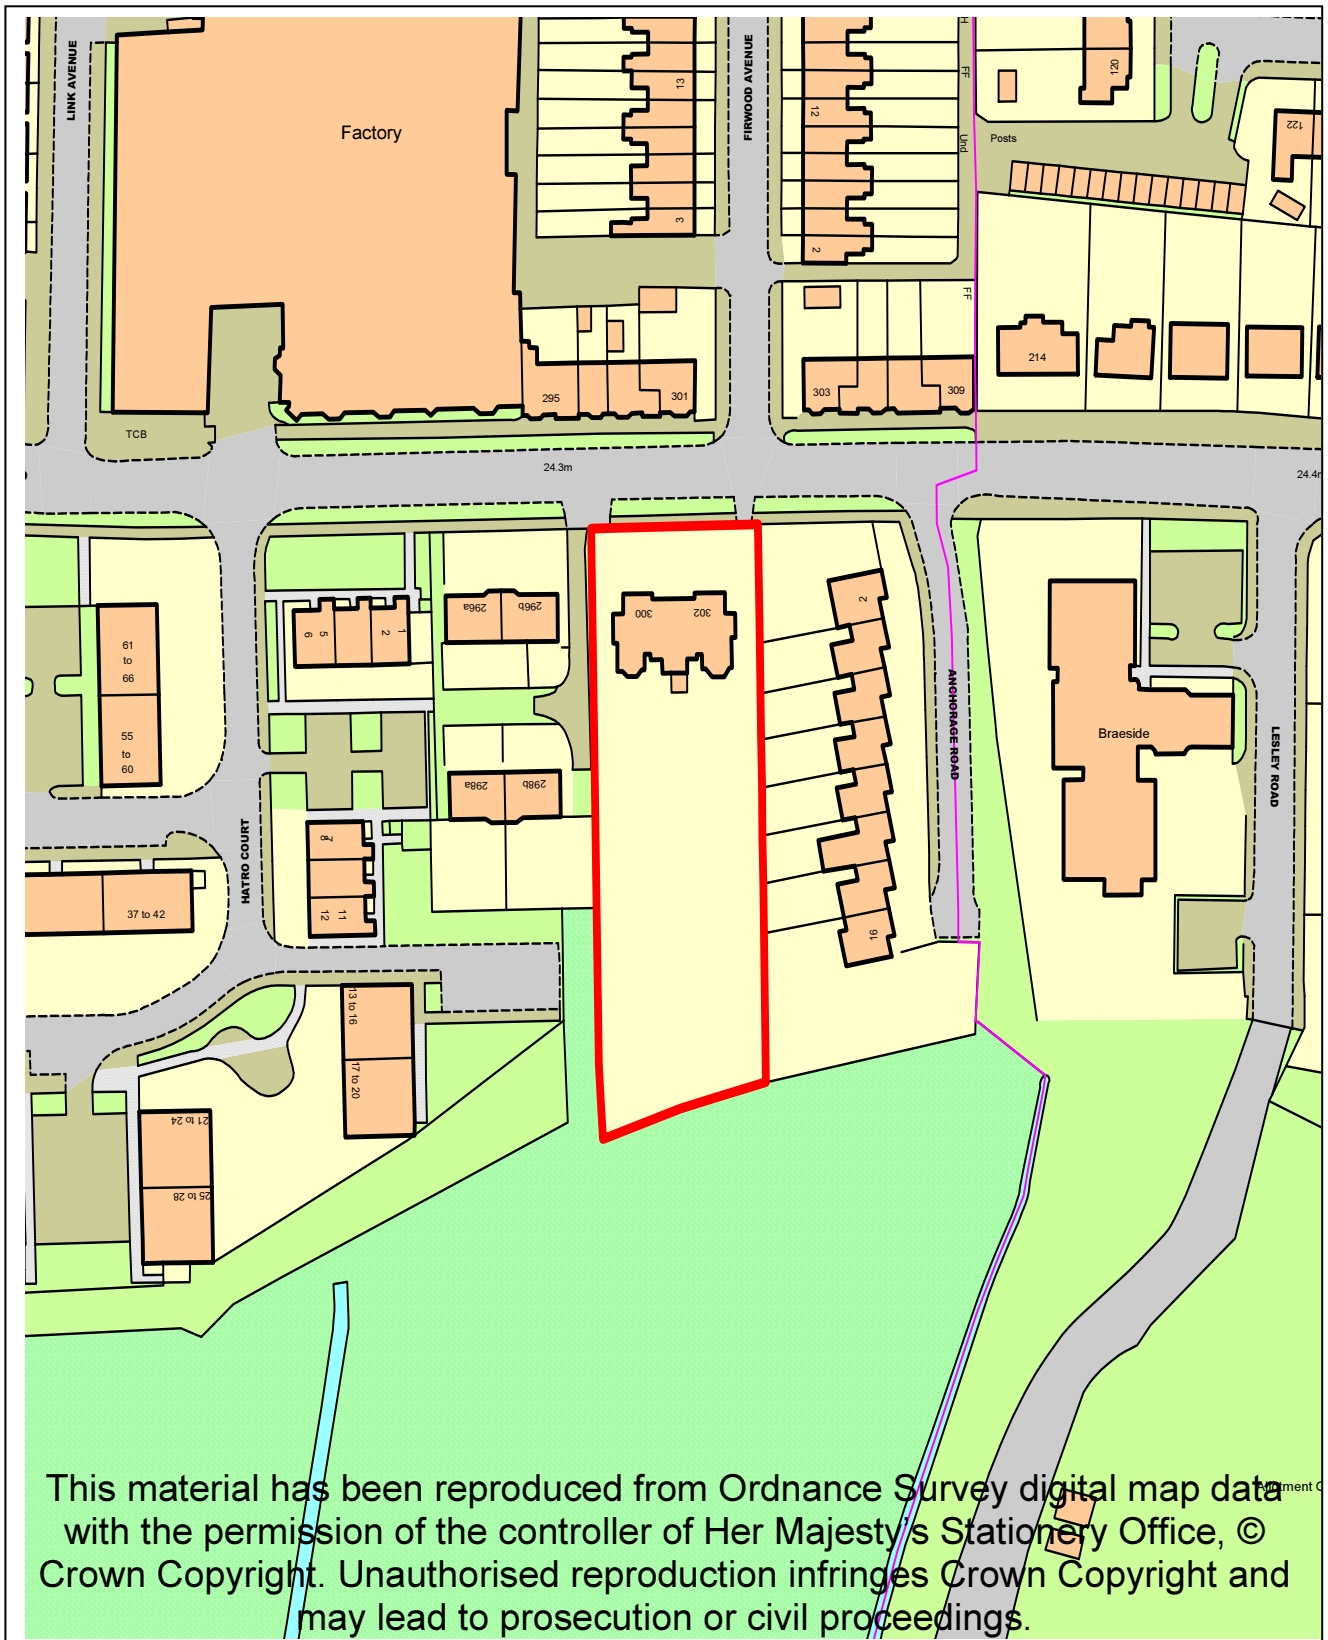 LINK AVENUE
Factory
13
3
FIRWOOD AVENUE
12
2
FF
Und
Posts
120
122
FF
214
295
301
303
309
TCB
24.3m
61
to
66
55
to
60
37 to 42
HATRO COURT
6
5
2
1
296a
296b
298a
298b
8
7
12
11
13 to 16
17 to 20
21 to 24
25 to 28
300
302
2
16
ANCHORAGE ROAD
Braeside
LESLEY ROAD
This material has been reproduced from Ordnance Survey digital map data
with the permission of the controller of Her Majesty's Stationery Office, ©
Crown Copyright. Unauthorised reproduction infringes Crown Copyright and
may lead to prosecution or civil proceedings.